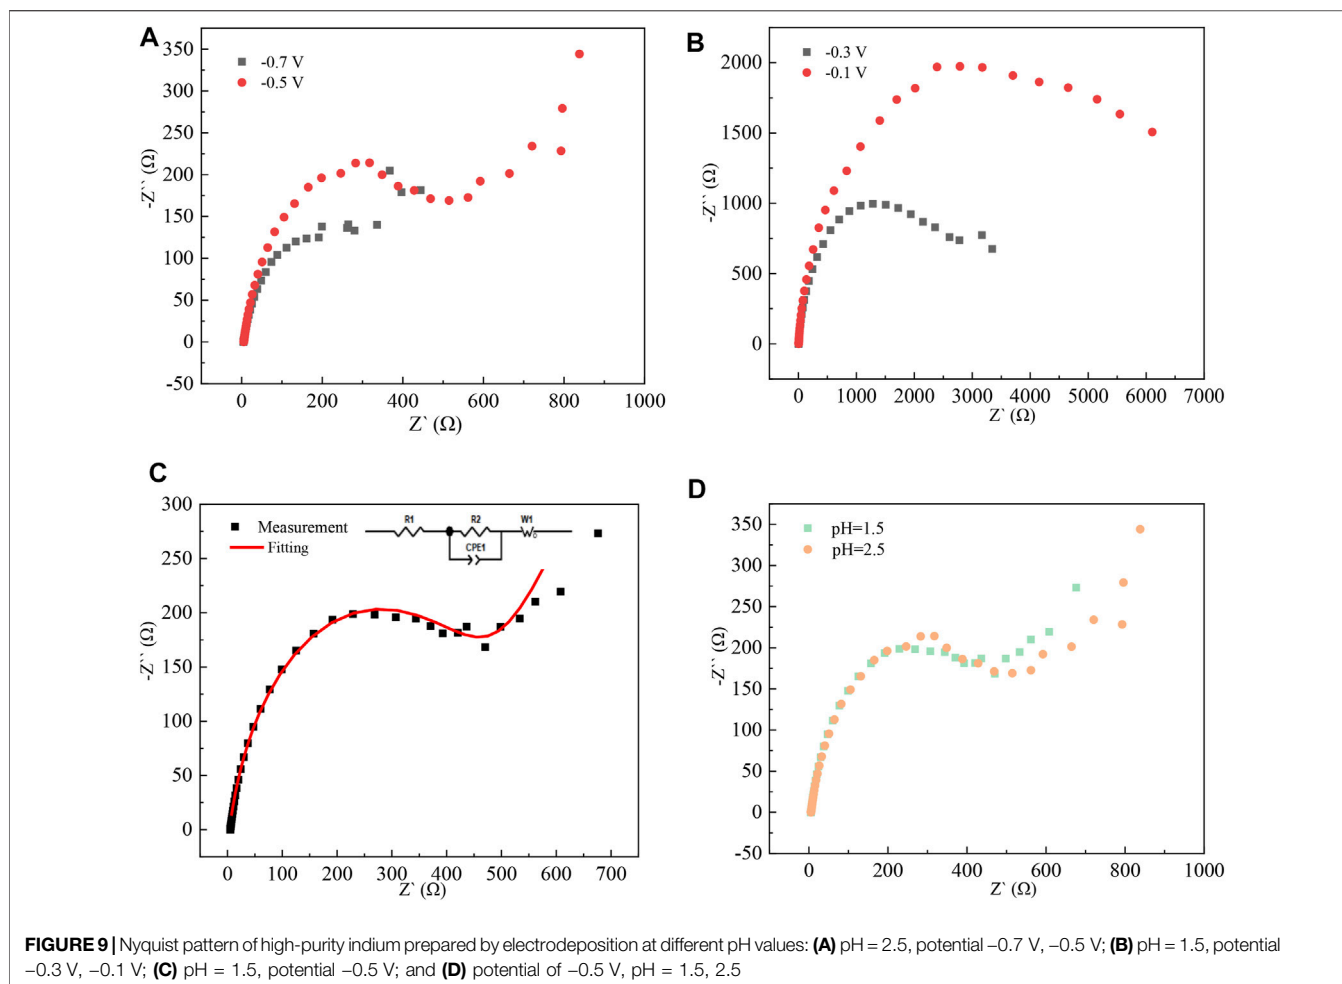 A
-0.7 V
-0.5 V
350
300
250
200
150
100
50
0
-50
-Z`` (Ω)
0 200 400 600 800 1000
Z` (Ω)
B
-0.3 V
-0.1 V
2000
1500
1000
500
0
-Z`` (Ω)
0 1000 2000 3000 4000 5000 6000 7000
Z` (Ω)
C
Measurement
Fitting
R1 R2 W1
CPE1
300
250
200
150
100
50
0
-Z`` (Ω)
0 100 200 300 400 500 600 700
Z` (Ω)
D
pH=1.5
pH=2.5
350
300
250
200
150
100
50
0
-50
-Z`` (Ω)
0 200 400 600 800 1000
Z` (Ω)
FIGURE 9 | Nyquist pattern of high-purity indium prepared by electrodeposition at different pH values: (A) pH = 2.5, potential –0.7 V, –0.5 V; (B) pH = 1.5, potential
–0.3 V, –0.1 V; (C) pH = 1.5, potential –0.5 V; and (D) potential of –0.5 V, pH = 1.5, 2.5